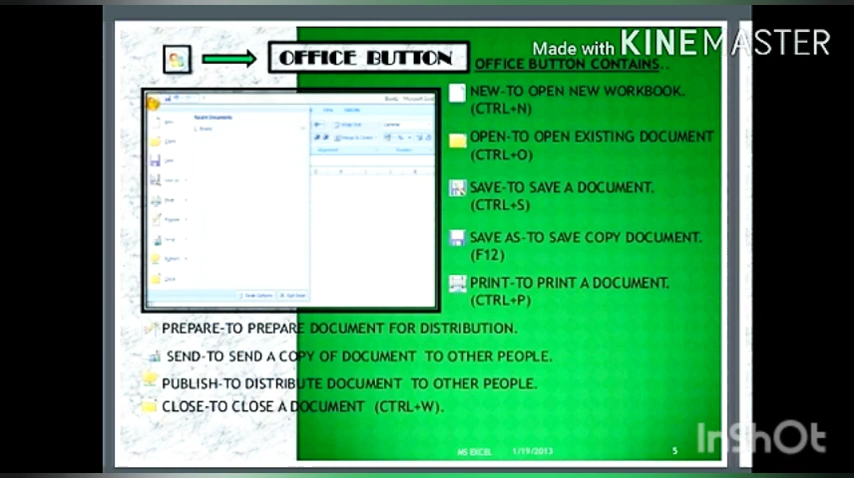 Made with KINEMASTER
OFFICE BUTTON
OFFICE BUTTON CONTAINS..
NEW-TO OPEN NEW WORKBOOK.
(CTRL+N)
OPEN-TO OPEN EXISTING DOCUMENT
(CTRL+O)
SAVE-TO SAVE A DOCUMENT.
(CTRL+S)
SAVE AS-TO SAVE COPY DOCUMENT.
(F12)
PRINT-TO PRINT A DOCUMENT.
(CTRL+P)
Recent Documents
PREPARE-TO PREPARE DOCUMENT FOR DISTRIBUTION.
SEND-TO SEND A COPY OF DOCUMENT TO OTHER PEOPLE.
PUBLISH-TO DISTRIBUTE DOCUMENT TO OTHER PEOPLE.
CLOSE-TO CLOSE A DOCUMENT (CTRL+W).
MS EXCEL 1/19/2013 5
InShOt